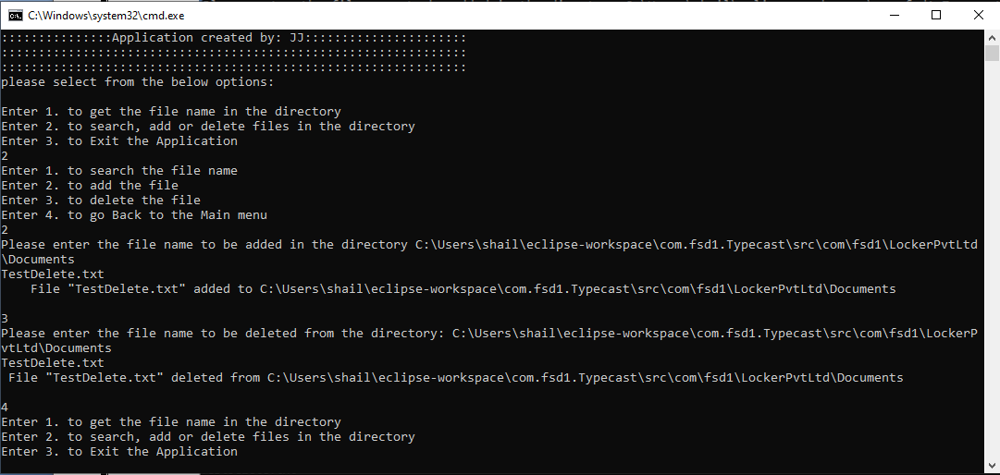 C:\Windows\system32\cmd.exe
:::::::::::::::Application created by: JJ::::::::::::::::::::::
:::::::::::::::::::::::::::::::::::::::::::::::::::::::::::::::
:::::::::::::::::::::::::::::::::::::::::::::::::::::::::::::::
please select from the below options:
Enter 1. to get the file name in the directory
Enter 2. to search, add or delete files in the directory
Enter 3. to Exit the Application
2
Enter 1. to search the file name
Enter 2. to add the file
Enter 3. to delete the file
Enter 4. to go Back to the Main menu
2
Please enter the file name to be added in the directory C:\Users\shail\eclipse-workspace\com.fsd1.Typecast\src\com\fsd1\LockerPvtLtd
\Documents
TestDelete.txt
    File "TestDelete.txt" added to C:\Users\shail\eclipse-workspace\com.fsd1.Typecast\src\com\fsd1\LockerPvtLtd\Documents
3
Please enter the file name to be deleted from the directory: C:\Users\shail\eclipse-workspace\com.fsd1.Typecast\src\com\fsd1\LockerP
vtLtd\Documents
TestDelete.txt
 File "TestDelete.txt" deleted from C:\Users\shail\eclipse-workspace\com.fsd1.Typecast\src\com\fsd1\LockerPvtLtd\Documents
4
Enter 1. to get the file name in the directory
Enter 2. to search, add or delete files in the directory
Enter 3. to Exit the Application